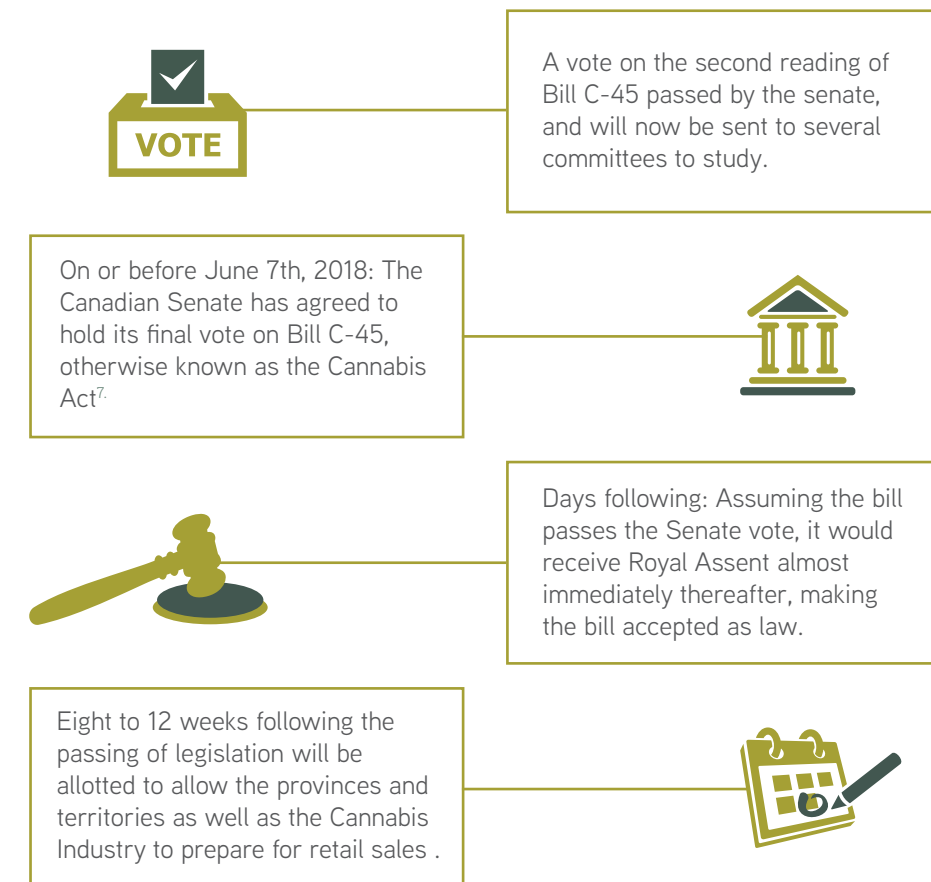 VOTE
A vote on the second reading of
Bill C-45 passed by the senate,
and will now be sent to several
committees to study.
On or before June 7th, 2018: The
Canadian Senate has agreed to
hold its final vote on Bill C-45,
otherwise known as the Cannabis
Act7.
Days following: Assuming the bill
passes the Senate vote, it would
receive Royal Assent almost
immediately thereafter, making
the bill accepted as law.
Eight to 12 weeks following the
passing of legislation will be
allotted to allow the provinces and
territories as well as the Cannabis
Industry to prepare for retail sales .